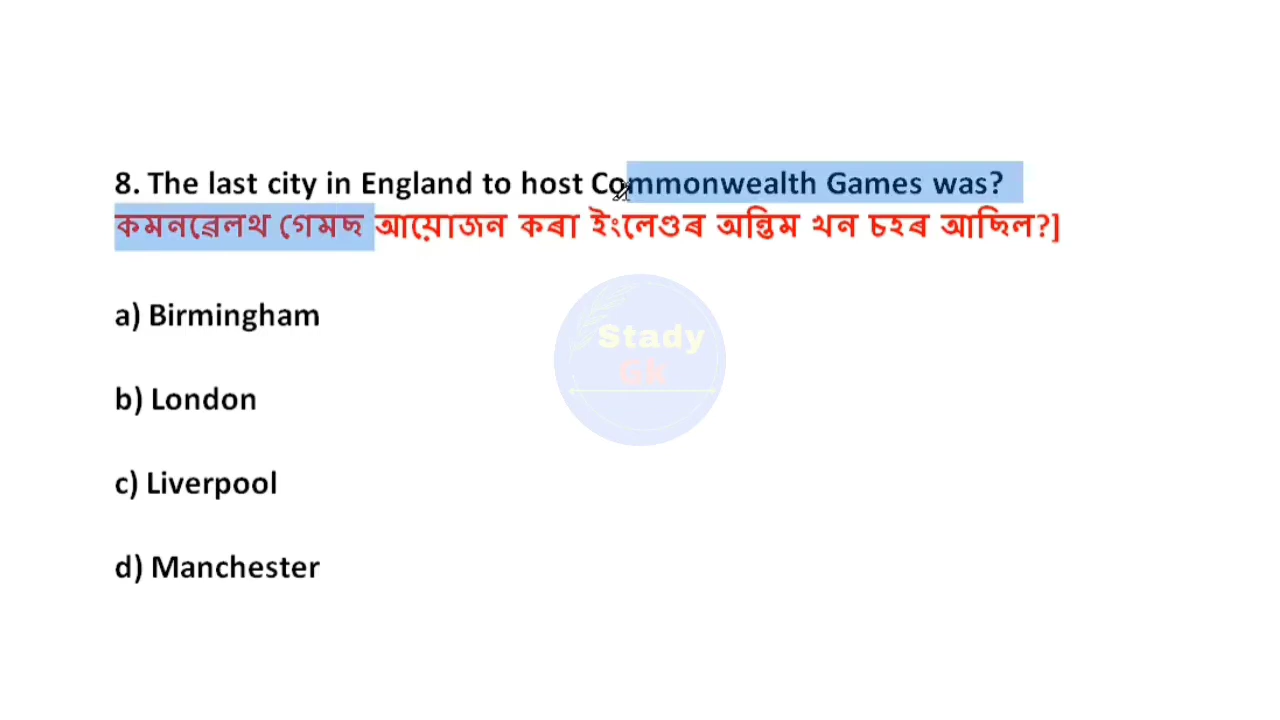 8. The last city in England to host Commonwealth Games was?
কমনৱেলথ গেমছ আয়োজন কৰা ইংলেণ্ডৰ অন্তিম খন চহৰ আছিল?]
a) Birmingham
Stady
Gk
b) London
c) Liverpool
d) Manchester